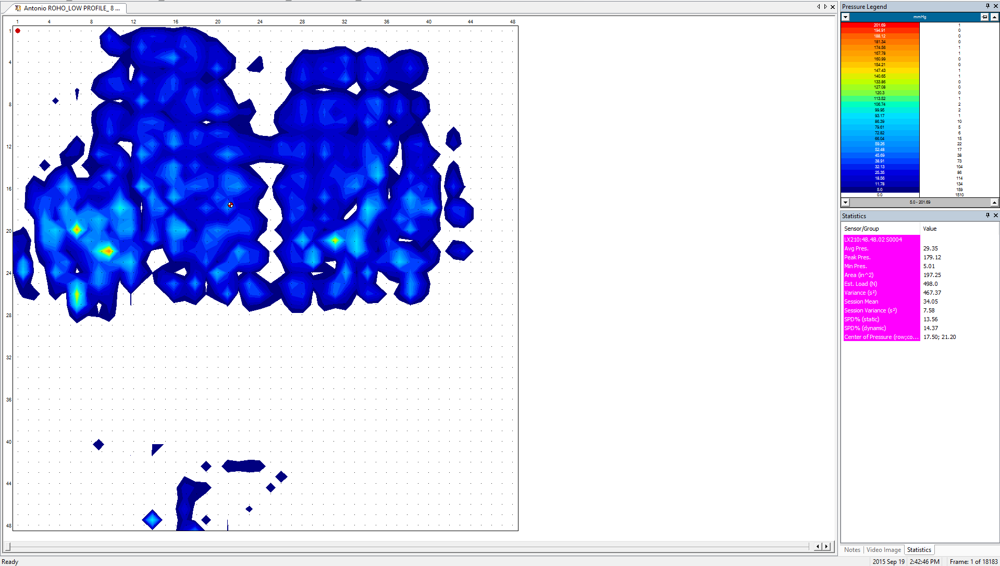 Antonio ROHO_LOW PROFILE_ 8 ...
1 4 8 12 16 20 24 28 32 36 40 44 48
1
4
8
12
16
20
24
28
32
36
40
44
48
Ready
Pressure Legend
mmHg
201.69 1
194.91 0
188.12 0
181.34 0
174.56 1
167.78 1
160.99 0
154.21 0
147.43 1
140.65 1
133.86 0
127.08 0
120.3 0
113.52 1
106.74 2
99.95 2
93.17 1
86.39 10
79.61 5
72.82 6
66.04 15
59.26 22
52.48 17
45.69 38
38.91 73
32.13 104
25.35 86
18.56 114
11.78 134
5.0 159
0.0 1510
5.0 - 201.69
Statistics
Sensor/Group Value
LX210:48.48.02 S0004
Avg Pres. 29.35
Peak Pres. 179.12
Min Pres. 5.01
Area (in^2) 197.25
Est. Load (N) 498.0
Variance (s²) 467.37
Session Mean 34.05
Session Variance (s²) 7.58
SPD% (static) 13.56
SPD% (dynamic) 14.37
Center of Pressure (row;co... 17.50; 21.20
Notes Video Image Statistics
2015 Sep 19 2:42:46 PM Frame: 1 of 18183